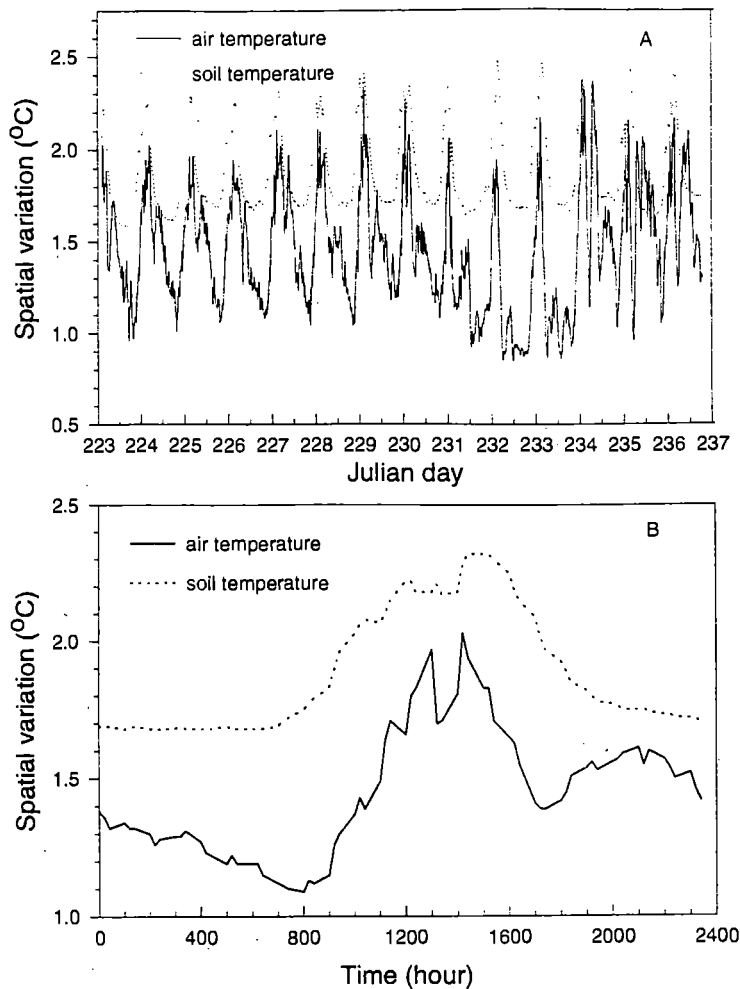 A
air temperature
soil temperature
2.5
2.0
1.5
1.0
0.5
Spatial variation (°C)
223 224 225 226 227 228 229 230 231 232 233 234 235 236 237
Julian day
B
air temperature
soil temperature
2.5
2.0
1.5
1.0
Spatial variation (°C)
0 400 800 1200 1600 2000 2400
Time (hour)